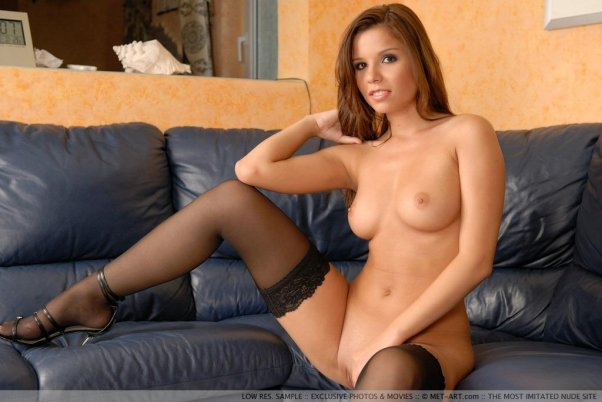 LOW RES. SAMPLE :: EXCLUSIVE PHOTOS & MOVIES :: © MET-ART.com :: THE MOST IMITATED NUDE SITE